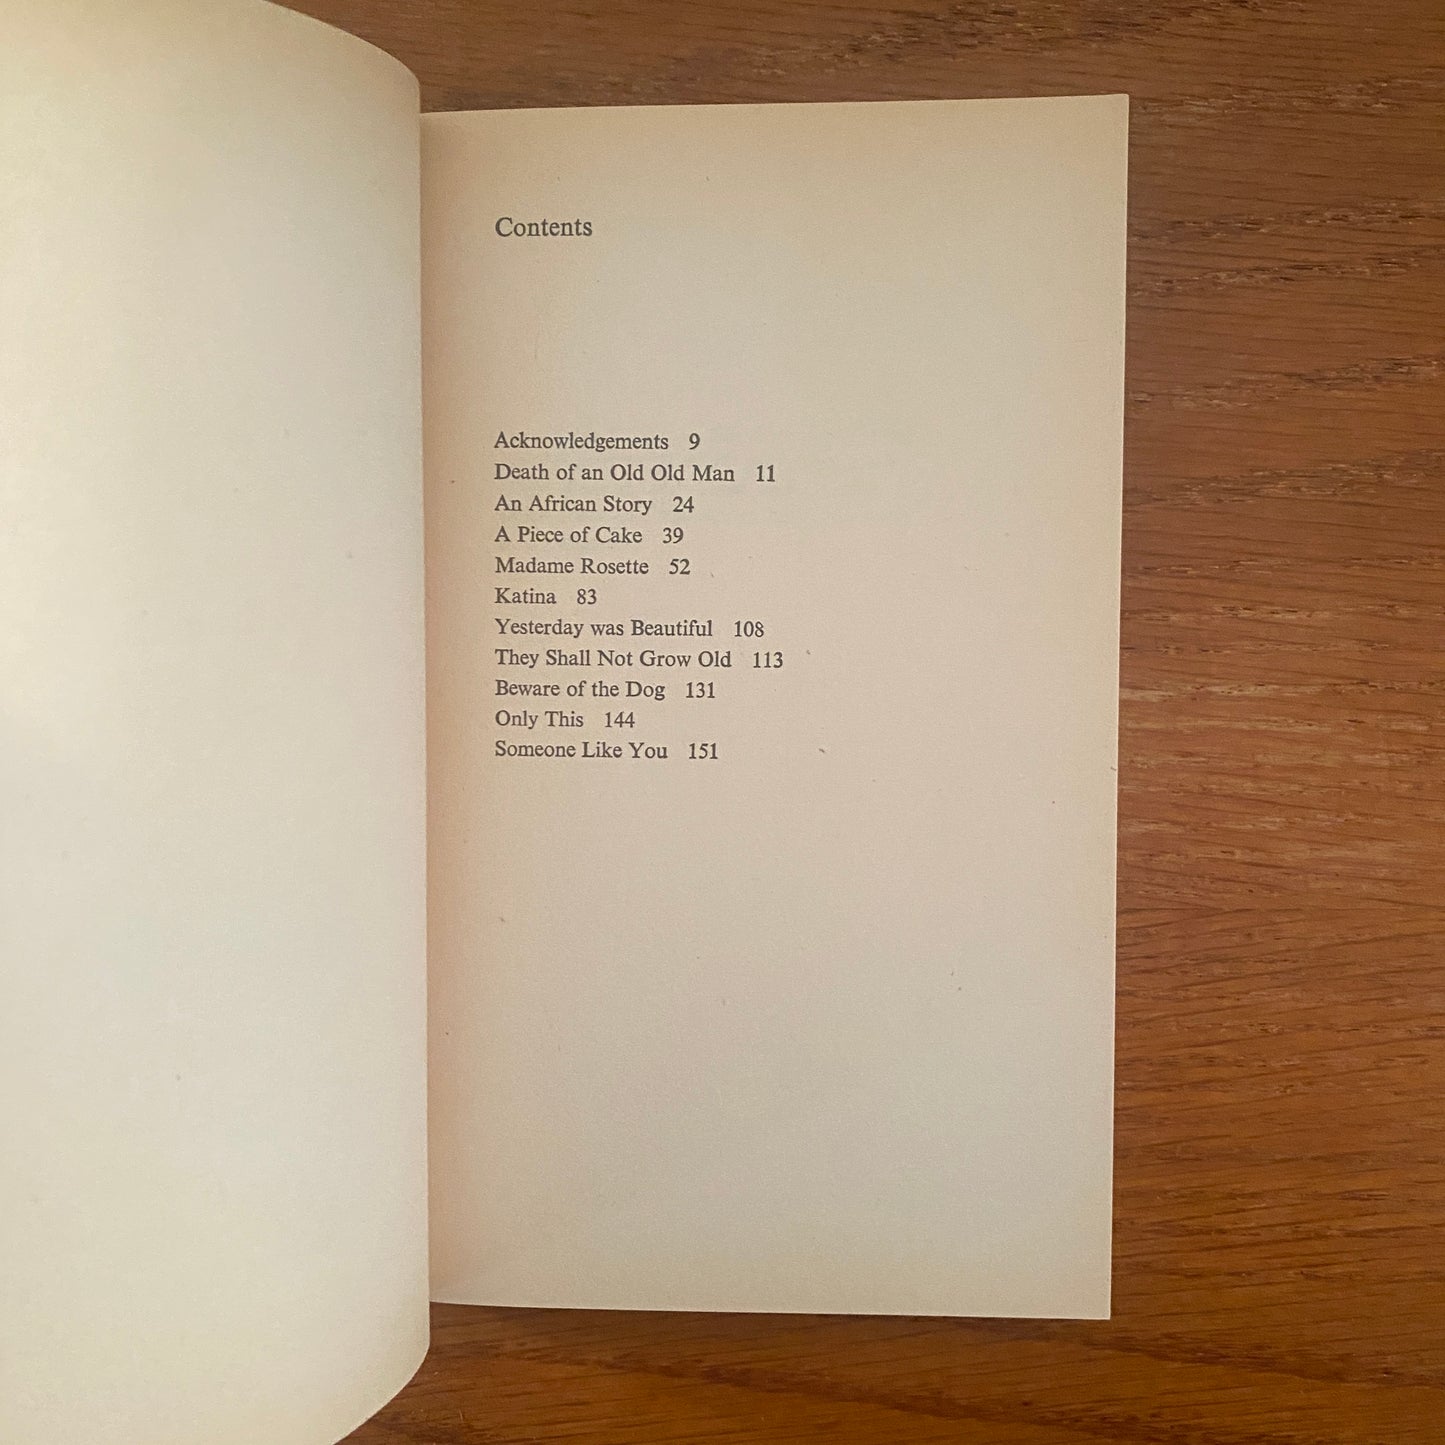 Contents
Acknowledgements 9
Death of an Old Old Man 11
An African Story 24
A Piece of Cake 39
Madame Rosette 52
Katina 83
Yesterday was Beautiful 108
They Shall Not Grow Old 113
Beware of the Dog 131
Only This 144
Someone Like You 151